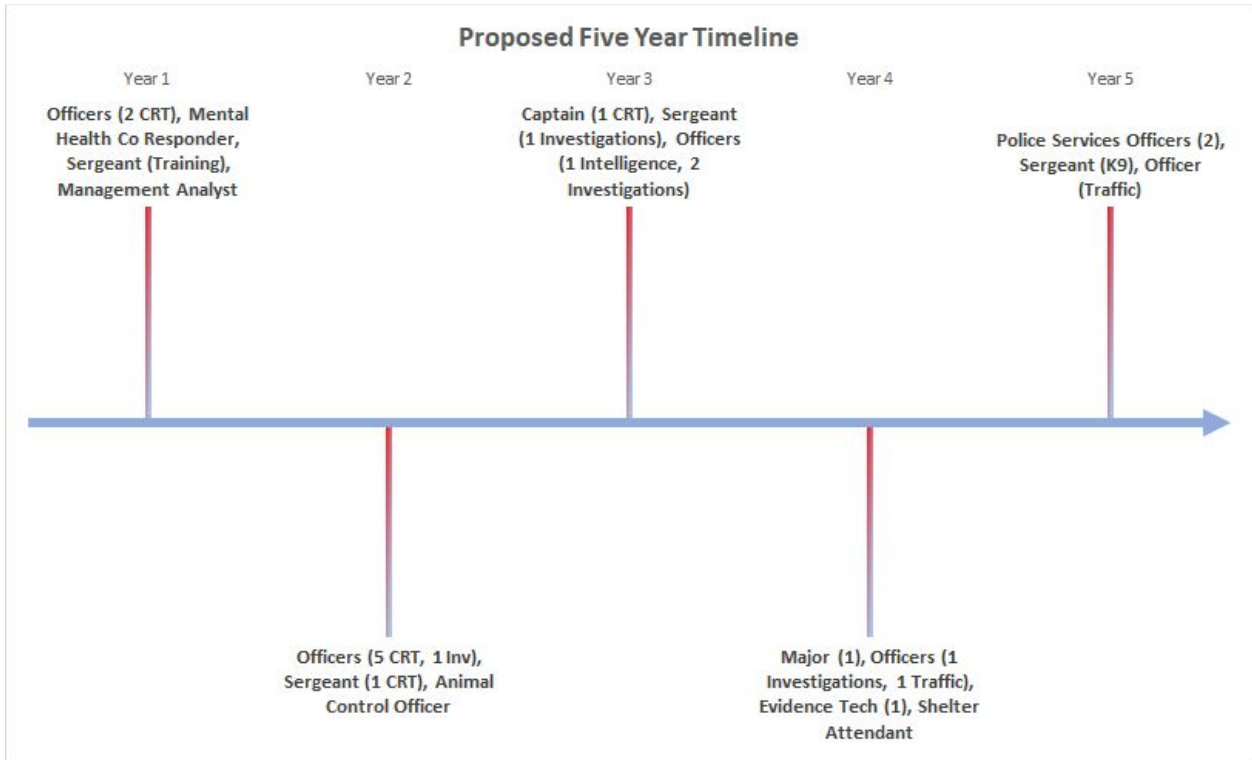 Proposed Five Year Timeline
Year 1
Year 2
Year 3
Year 4
Year 5
Officers (2 CRT), Mental
Health Co Responder,
Sergeant (Training),
Management Analyst
Captain (1 CRT), Sergeant
(1 Investigations), Officers
(1 Intelligence, 2
Investigations)
Police Services Officers (2),
Sergeant (K9), Officer
(Traffic)
Officers (5 CRT, 1 Inv),
Sergeant (1 CRT), Animal
Control Officer
Major (1), Officers (1
Investigations, 1 Traffic),
Evidence Tech (1), Shelter
Attendant